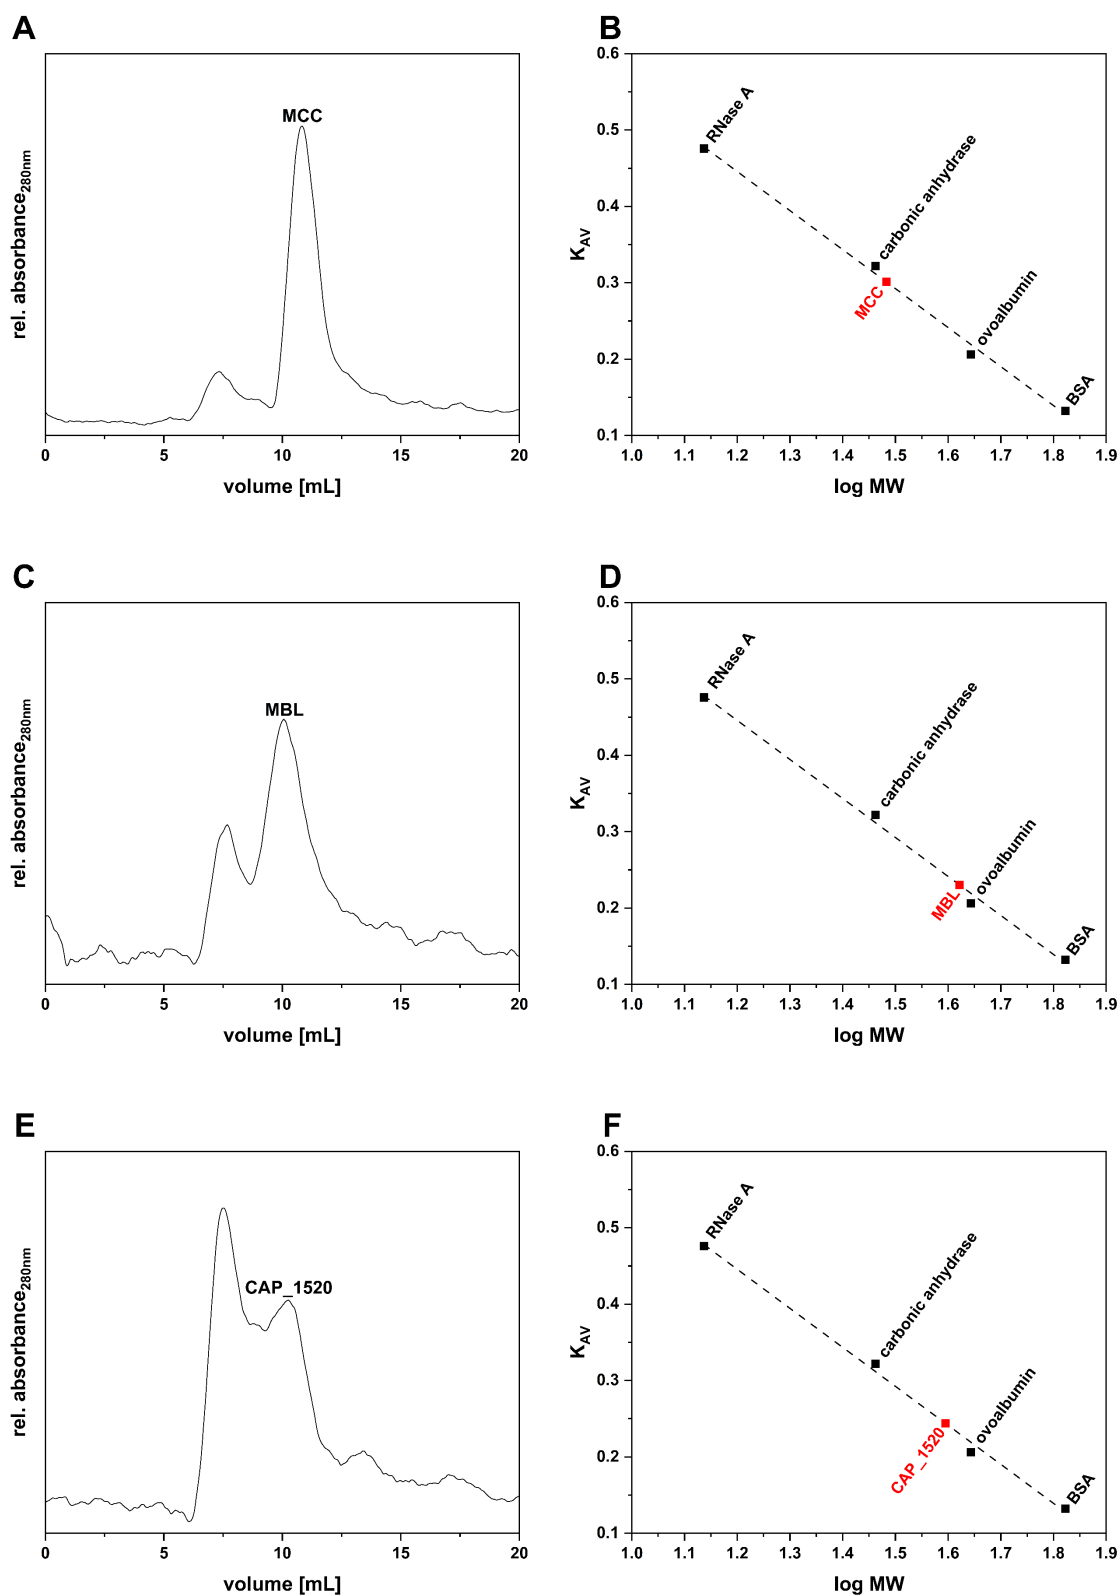 A
MCC
rel. absorbance280nm
0 5 10 15 20
volume [mL]
B
0.6
0.5
0.4
0.3
0.2
0.1
KAV
RNase A
carbonic anhydrase
MCC
ovoalbumin
BSA
1.0 1.1 1.2 1.3 1.4 1.5 1.6 1.7 1.8 1.9
log MW
C
MBL
rel. absorbance280nm
0 5 10 15 20
volume [mL]
D
0.6
0.5
0.4
0.3
0.2
0.1
KAV
RNase A
carbonic anhydrase
MBL
ovoalbumin
BSA
1.0 1.1 1.2 1.3 1.4 1.5 1.6 1.7 1.8 1.9
log MW
E
CAP_1520
rel. absorbance280nm
0 5 10 15 20
volume [mL]
F
0.6
0.5
0.4
0.3
0.2
0.1
KAV
RNase A
carbonic anhydrase
CAP_1520
ovoalbumin
BSA
1.0 1.1 1.2 1.3 1.4 1.5 1.6 1.7 1.8 1.9
log MW